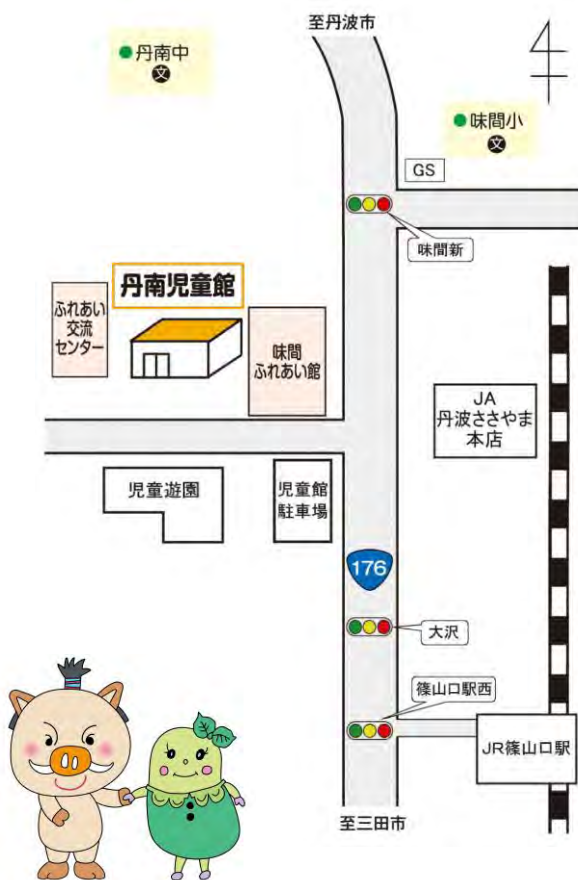 至丹波市
丹南中
文
味間小
文
GS
味間新
丹南児童館
ふれあい
交流
センター
味間
ふれあい館
JA
丹波ささやま
本店
児童遊園
児童館
駐車場
176
大沢
篠山口駅西
JR篠山口駅
至三田市